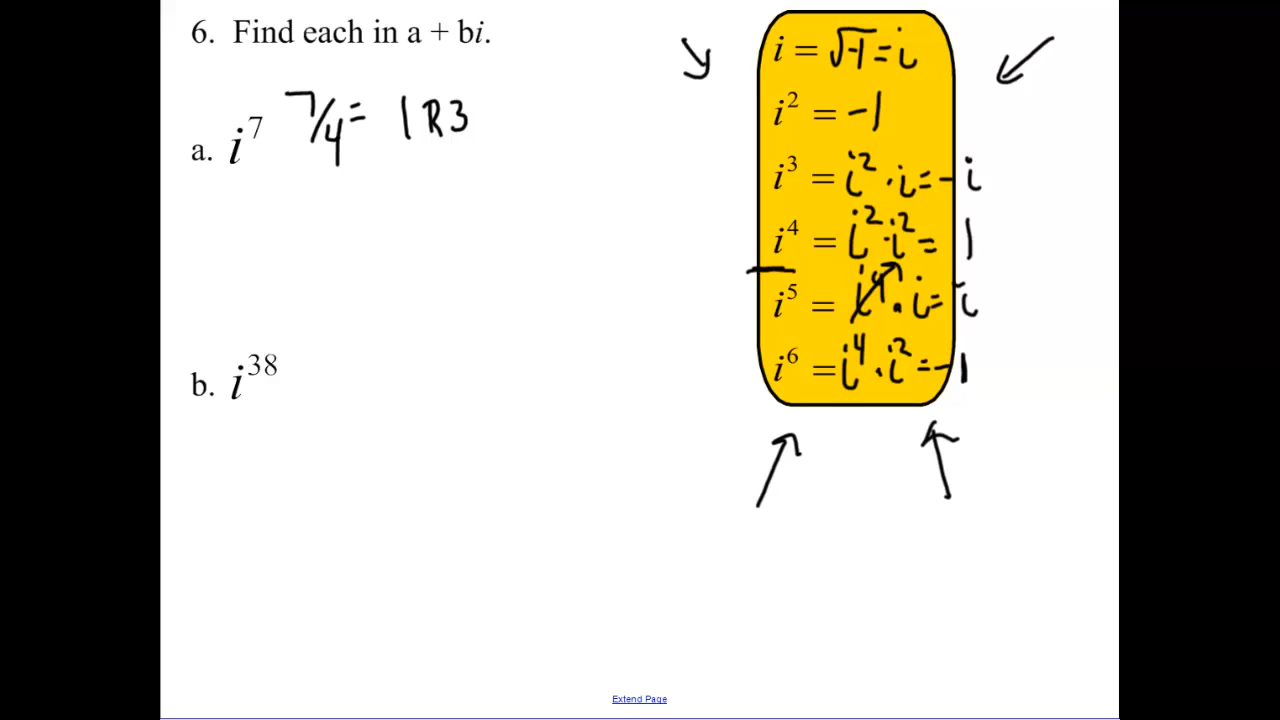 6. Find each in a + bi.
a. i^7 7/4 = 1 R3
b. i^38
i = √-1 = i
i^2 = -1
i^3 = i^2 · i = -i
i^4 = i^2 · i^2 = 1
i^5 = i^4 · i = i
i^6 = i^4 · i^2 = -1
Extend Page